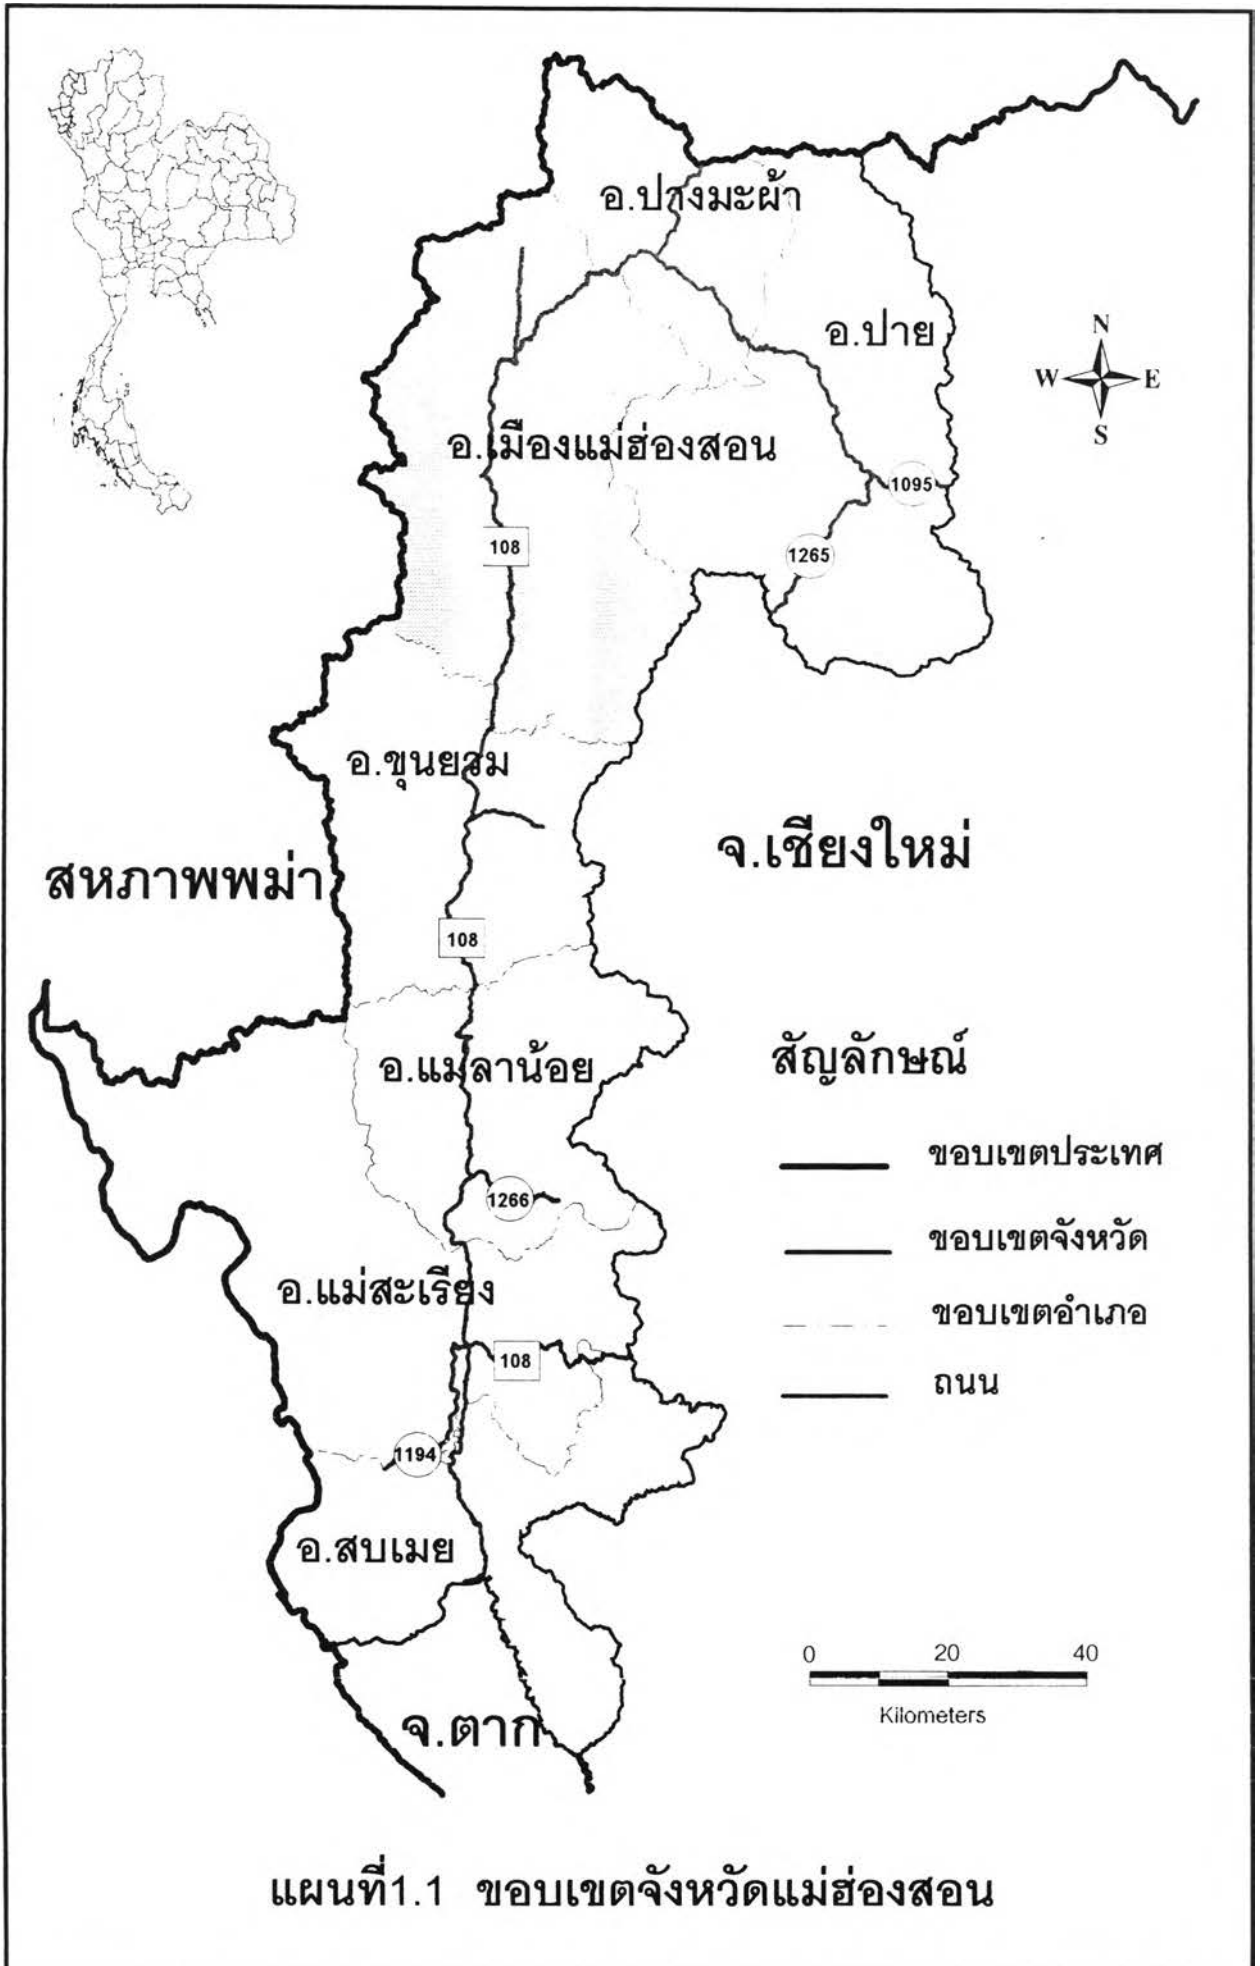 อ.ปางมะผ้า
อ.ปาย
N
W E
S
อ.เมืองแม่ฮ่องสอน
1095
108
1265
อ.ขุนยวม
จ.เชียงใหม่
สหภาพพม่า
108
อ.แมลาน้อย
สัญลักษณ์
ขอบเขตประเทศ
1266
ขอบเขตจังหวัด
อ.แม่สะเรียง
ขอบเขตอำเภอ
108
ถนน
1194
อ.สบเมย
0 20 40
Kilometers
จ.ตาก
แผนที่1.1 ขอบเขตจังหวัดแม่ฮ่องสอน